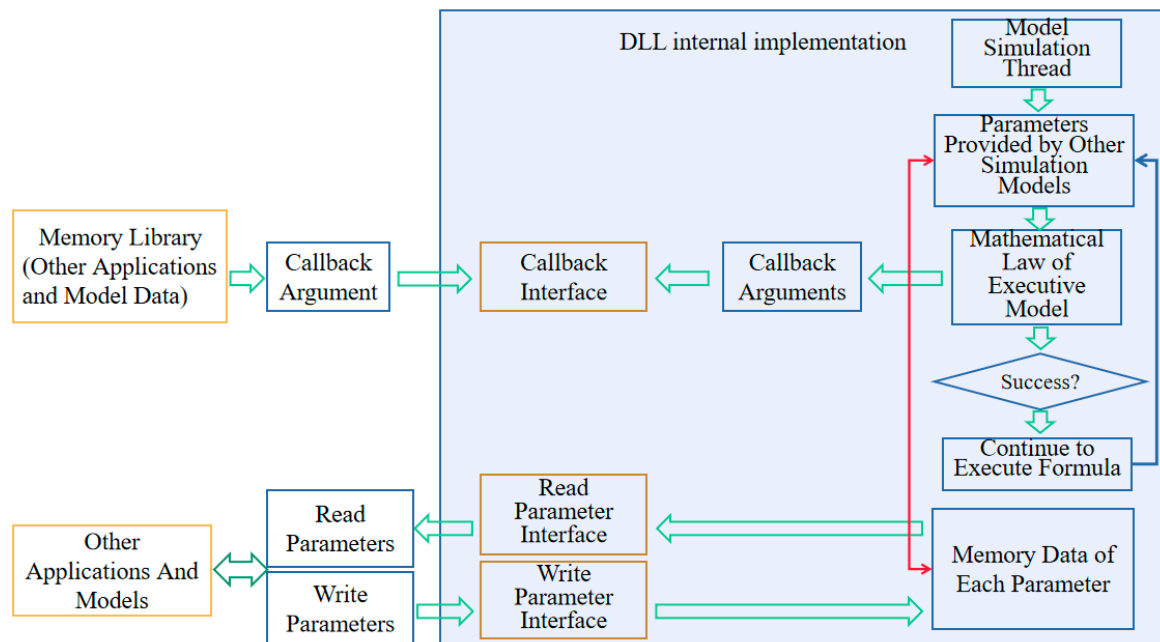 DLL internal implementation
Model
Simulation
Thread
Parameters
Provided by Other
Simulation
Models
Memory Library
(Other Applications
and Model Data)
Callback
Argument
Callback
Interface
Callback
Arguments
Mathematical
Law of
Executive
Model
Success?
Continue to
Execute Formula
Other
Applications And
Models
Read
Parameters
Write
Parameters
Read
Parameter
Interface
Write
Parameter
Interface
Memory Data of
Each Parameter